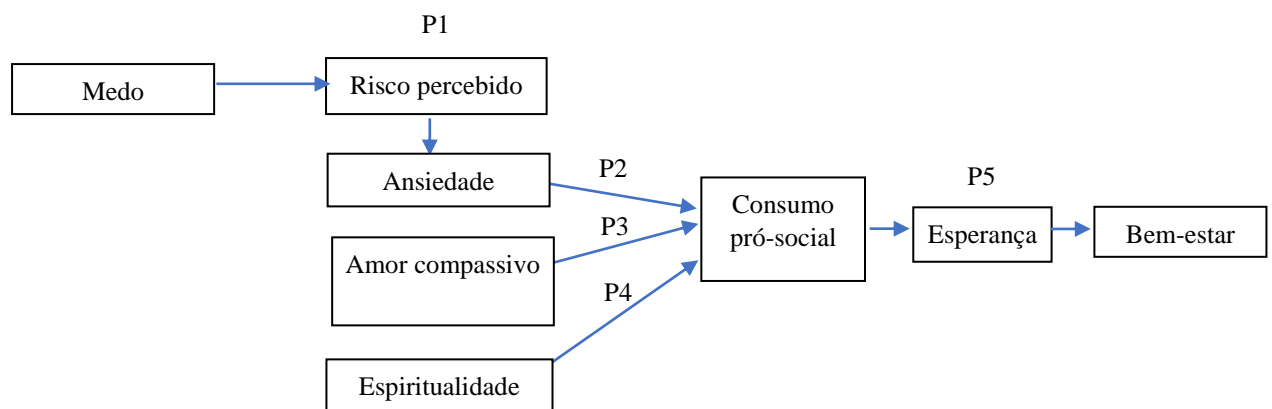 P1
Medo
Risco percebido
Ansiedade
P2
P3
Amor compassivo
P4
Espiritualidade
Consumo
pró-social
P5
Esperança
Bem-estar